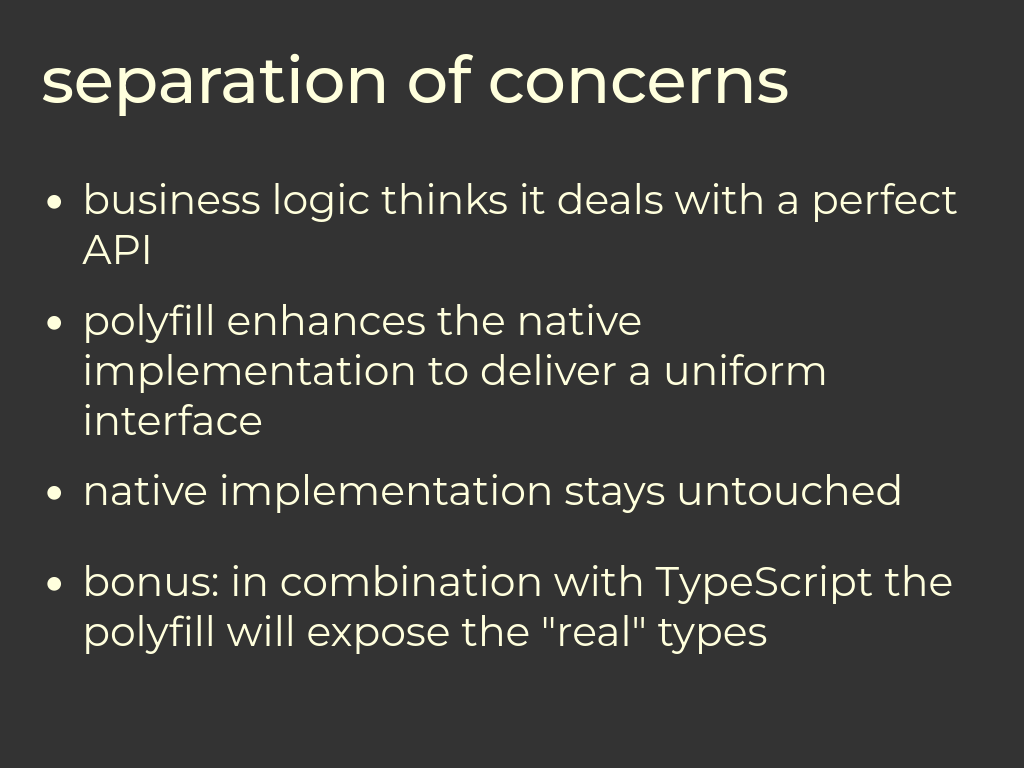 separation of concerns
• business logic thinks it deals with a perfect
API
• polyfill enhances the native
implementation to deliver a uniform
interface
• native implementation stays untouched
• bonus: in combination with TypeScript the
polyfill will expose the "real" types